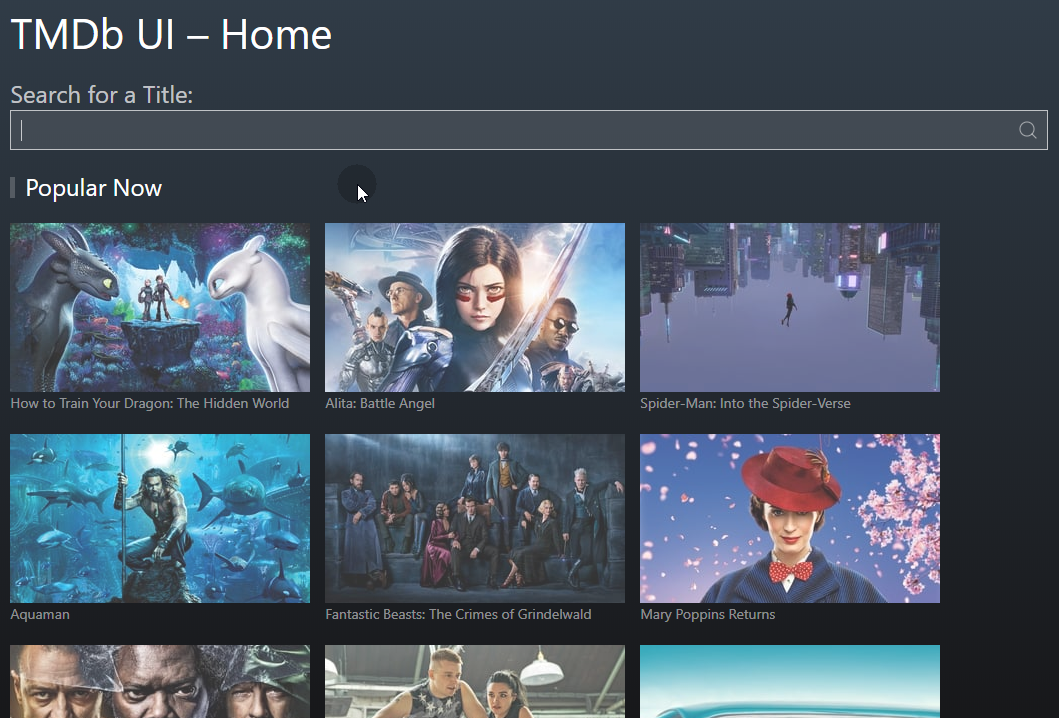 TMDb UI – Home
Search for a Title:
Popular Now
How to Train Your Dragon: The Hidden World
Alita: Battle Angel
Spider-Man: Into the Spider-Verse
Aquaman
Fantastic Beasts: The Crimes of Grindelwald
Mary Poppins Returns